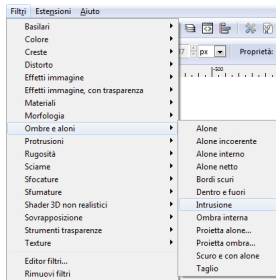 Filtri Estensioni Aiuto
Basilari
Colore
Creste
Distorto
Effetti immagine
Effetti immagine, con trasparenza
Materiali
Morfologia
Ombre e aloni
Protrusioni
Rugosità
Sciame
Sfocature
Sfumature
Shader 3D non realistici
Sovrapposizione
Strumenti trasparenze
Texture
Editor filtri...
Rimuovi filtri
px
Proprietà:
Alone
Alone incoerente
Alone interno
Alone netto
Bordi scuri
Dentro e fuori
Intrusione
Ombra interna
Proietta alone...
Proietta ombra...
Scuro e con alone
Taglio